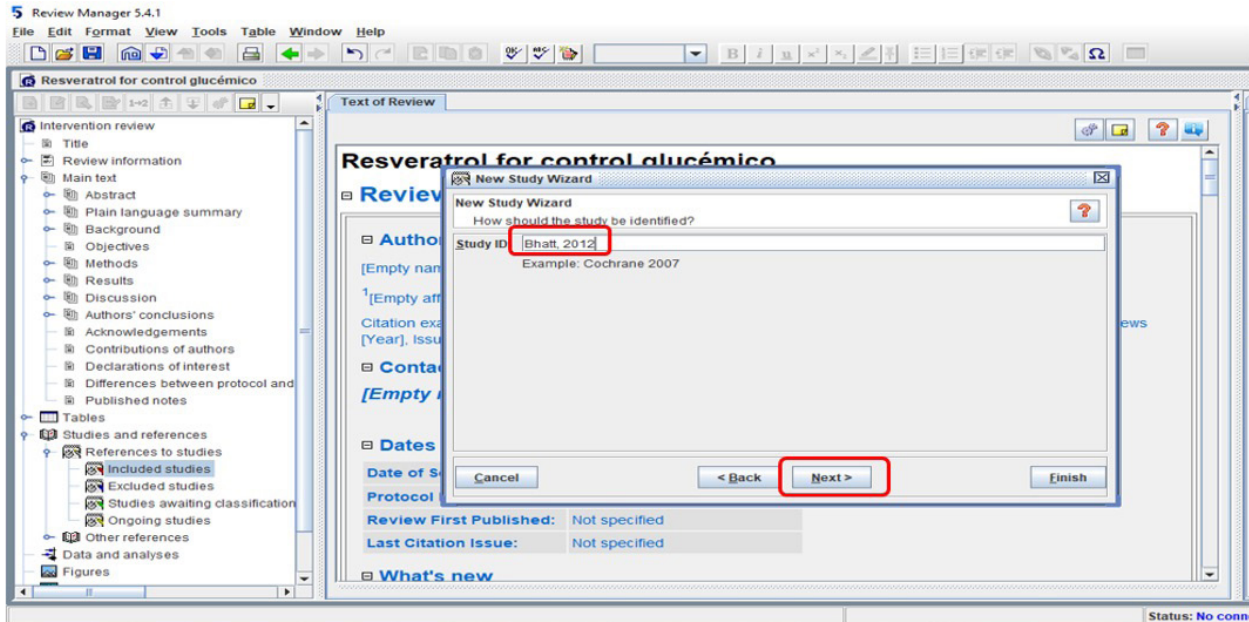 5 Review Manager 5.4.1
File Edit Format View Tools Table Window Help
B i u
Resveratrol for control glucémico
Text of Review
Intervention review
Title
Review information
Main text
Abstract
Plain language summary
Background
Objectives
Methods
Results
Discussion
Authors' conclusions
Acknowledgements
Contributions of authors
Declarations of interest
Differences between protocol and
Published notes
Tables
Studies and references
References to studies
Included studies
Excluded studies
Studies awaiting classification
Ongoing studies
Other references
Data and analyses
Figures
Resveratrol for control glucémico
Review
Autho
[Empty nam
1[Empty aff
Citation exa
ews
[Year], Issu
Conta
[Empty
Dates
Date of S
Protocol
Review First Published: Not specified
Last Citation Issue: Not specified
What's new
New Study Wizard
New Study Wizard
How should the study be identified?
Study ID
Bhatt, 2012
Example: Cochrane 2007
Cancel
< Back
Next >
Finish
Status: No conn